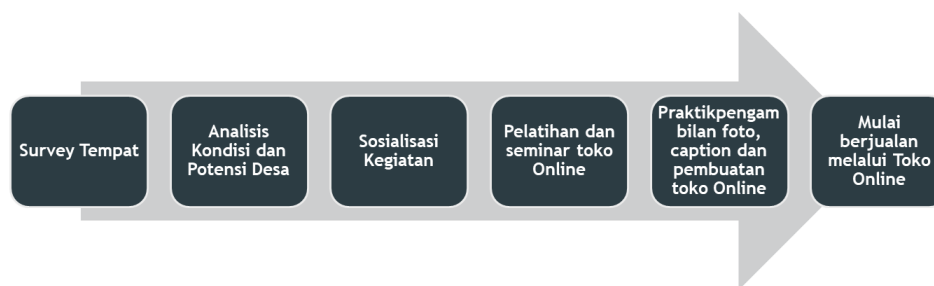 Survey Tempat
Analisis
Kondisi dan
Potensi Desa
Sosialisasi
Kegiatan
Pelatihan dan
seminar toko
Online
Praktikpengam
bilan foto,
caption dan
pembuatan
toko Online
Mulai
berjualan
melalui Toko
Online